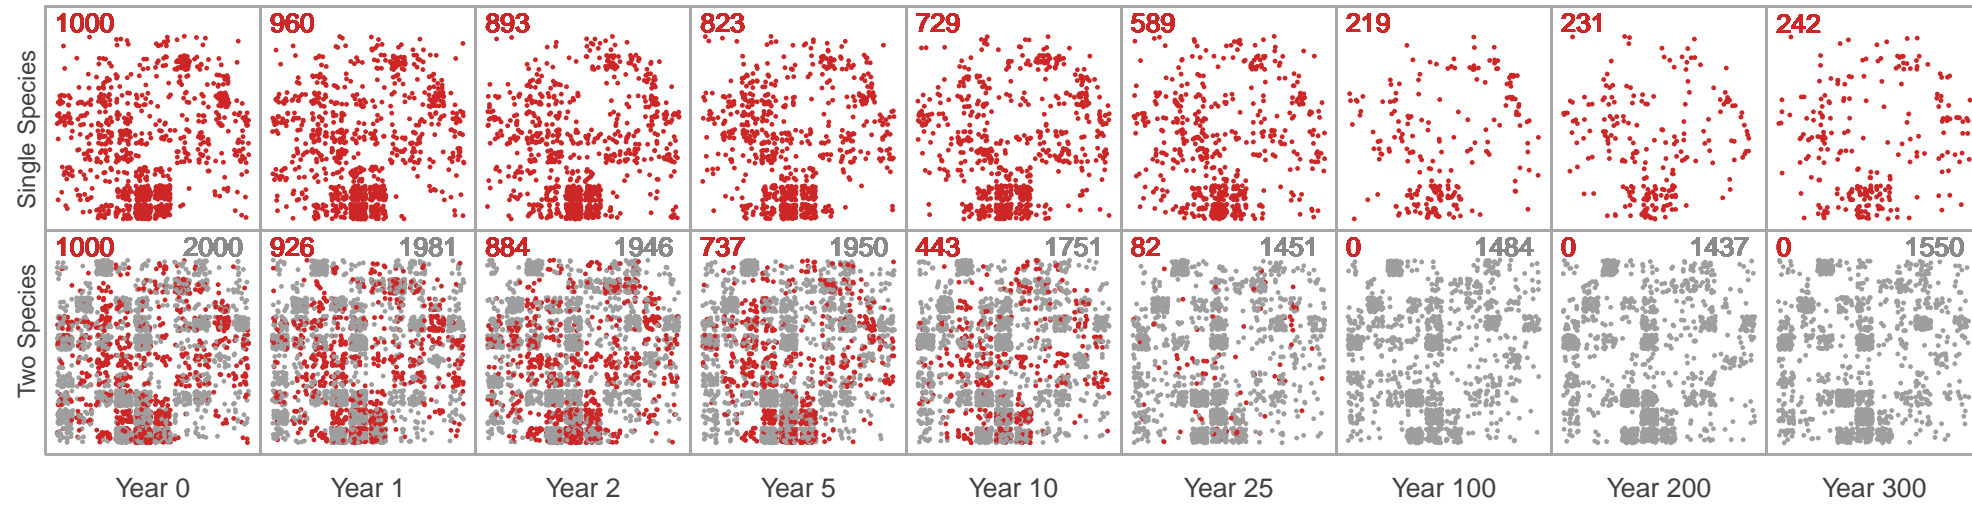 Single Species
1000 960 893 823 729 589 219 231 242
Two Species
1000 2000 926 1981 884 1946 737 1950 443 1751 82 1451 0 1484 0 1437 0 1550
Year 0 Year 1 Year 2 Year 5 Year 10 Year 25 Year 100 Year 200 Year 300